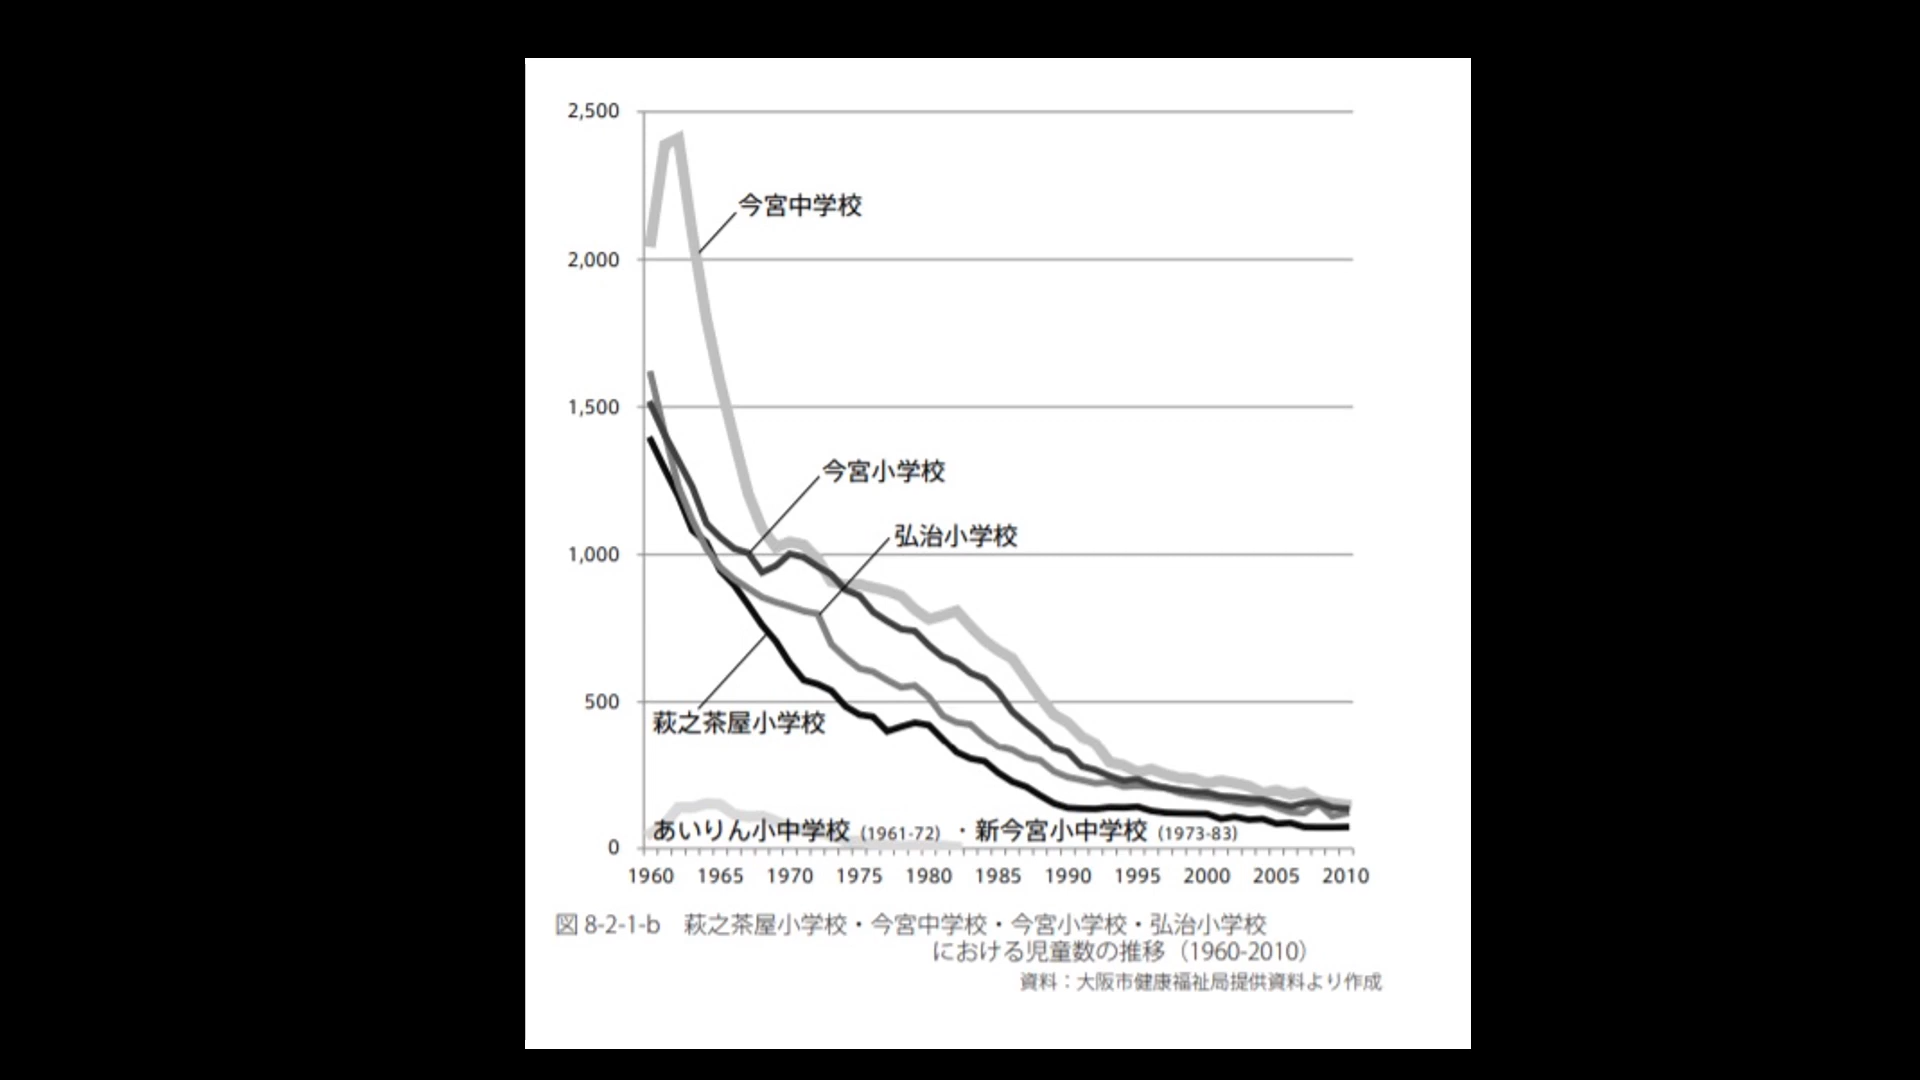 2,500
今宮中学校
2,000
1,500
今宮小学校
弘治小学校
1,000
500
萩之茶屋小学校
あいりん小中学校 (1961-72) ・新今宮小中学校 (1973-83)
0
1960 1965 1970 1975 1980 1985 1990 1995 2000 2005 2010
図 8-2-1-b 萩之茶屋小学校・今宮中学校・今宮小学校・弘治小学校
における児童数の推移（1960-2010）
資料：大阪市健康福祉局提供資料より作成